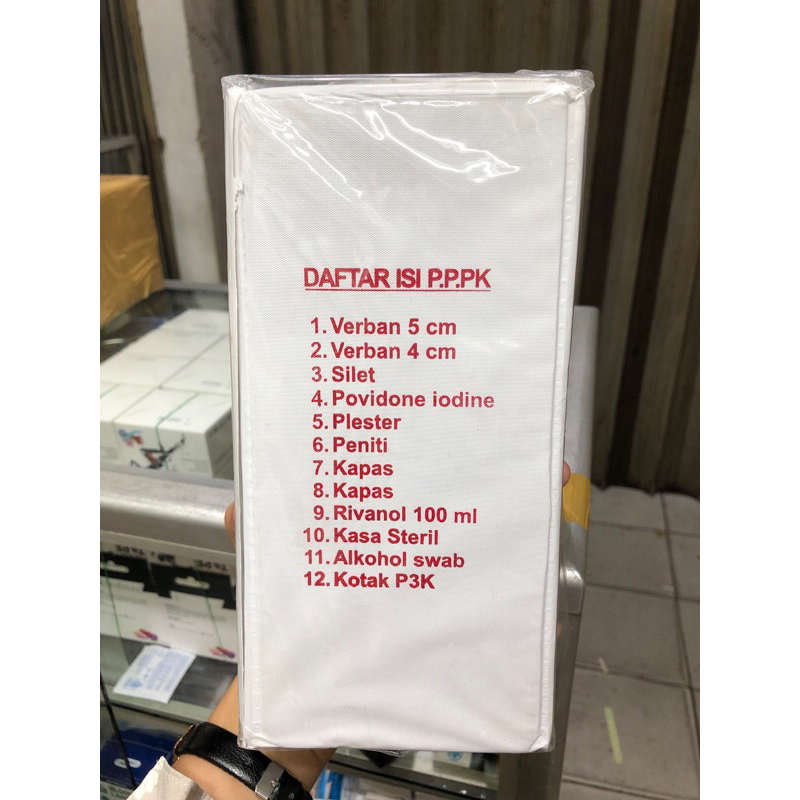 DAFTAR ISI P.P.PK
1. Verban 5 cm
2. Verban 4 cm
3. Silet
4. Povidone iodine
5. Plester
6. Peniti
7. Kapas
8. Kapas
9. Rivanol 100 ml
10. Kasa Steril
11. Alkohol swab
12. Kotak P3K